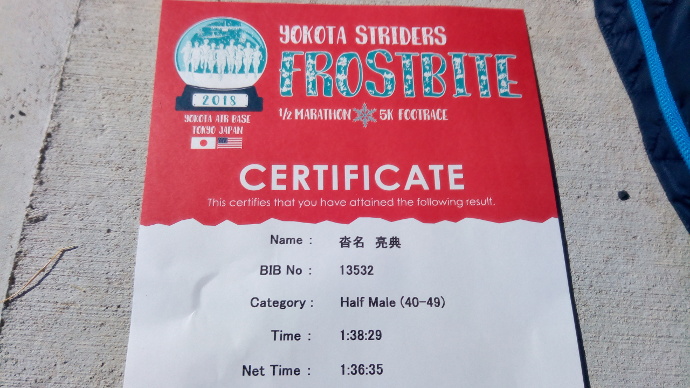 YOKOTA STRIDERS
FROSTBITE
1/2 MARATHON 5K FOOTRACE
2018
YOKOTA AIR BASE
TOKYO JAPAN
CERTIFICATE
This certifies that you have attained the following result.
Name : 沓名 亮典
BIB No : 13532
Category : Half Male (40-49)
Time : 1:38:29
Net Time : 1:36:35